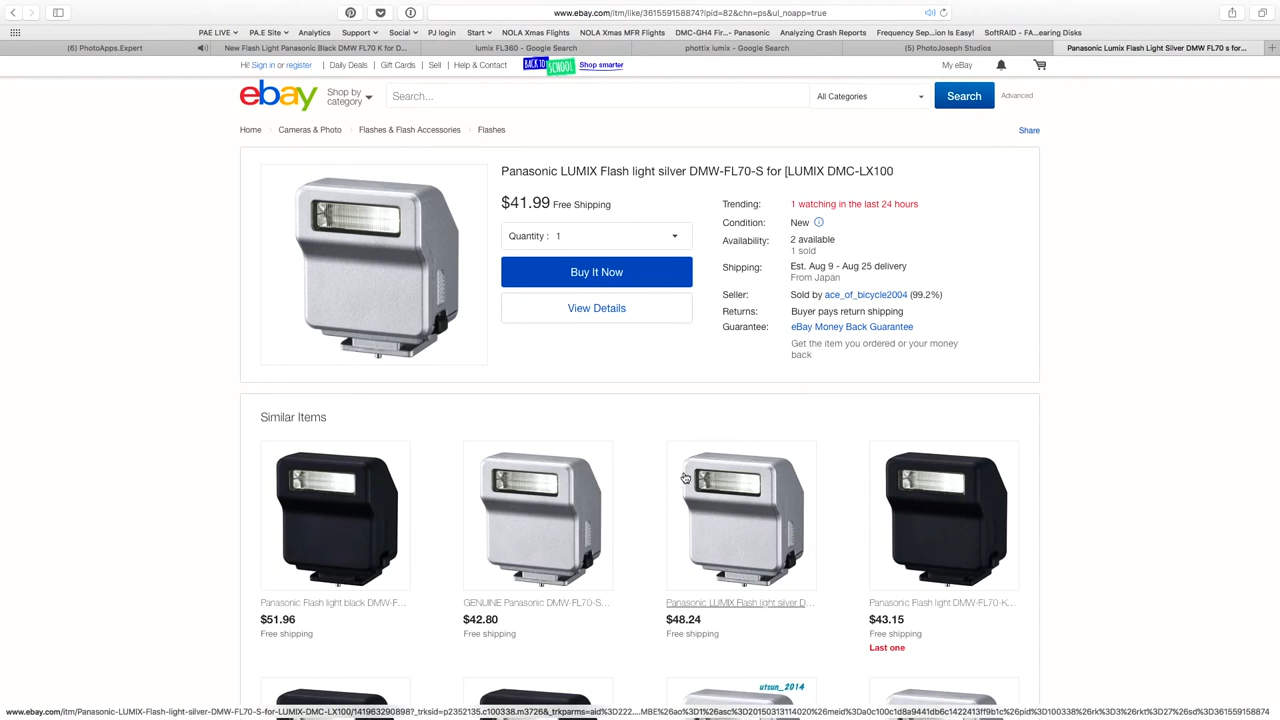 www.ebay.com/itm/like/361559158874?lpid=82&chn=ps&ul_noapp=true
PAE LIVE PA.E Site Analytics Support Social Start PJ login NOLA Xmas Flights NOLA Xmas MFR Flights DMC-GH4 Fir...- Panasonic Analyzing Crash Reports Frequency Sep...ion Is Easy! SoftRAID - FA...earing Disks
(6) PhotoApps.Expert New Flash Light Panasonic Black DMW FL70 K for D... lumix FL360 - Google Search phottix lumix - Google Search (5) PhotoJoseph Studios Panasonic Lumix Flash Light Silver DMW FL70 s for...
Hi! Sign in or register Daily Deals Gift Cards Sell Help & Contact BACK TO SCHOOL Shop smarter My eBay
ebay Shop by category Search... All Categories Search Advanced
Home Cameras & Photo Flashes & Flash Accessories Flashes Share
Panasonic LUMIX Flash light silver DMW-FL70-S for [LUMIX DMC-LX100
$41.99 Free Shipping
Quantity : 1
Buy It Now
View Details
Trending: 1 watching in the last 24 hours
Condition: New
Availability: 2 available
1 sold
Shipping: Est. Aug 9 - Aug 25 delivery
From Japan
Seller: Sold by ace_of_bicycle2004 (99.2%)
Returns: Buyer pays return shipping
Guarantee: eBay Money Back Guarantee
Get the item you ordered or your money
back
Similar Items
Panasonic Flash light black DMW-F... GENUINE Panasonic DMW-FL70-S... Panasonic LUMIX Flash light silver D... Panasonic Flash light DMW-FL70-K...
$51.96 $42.80 $48.24 $43.15
Free shipping Free shipping Free shipping Free shipping
Last one
utsun_2014